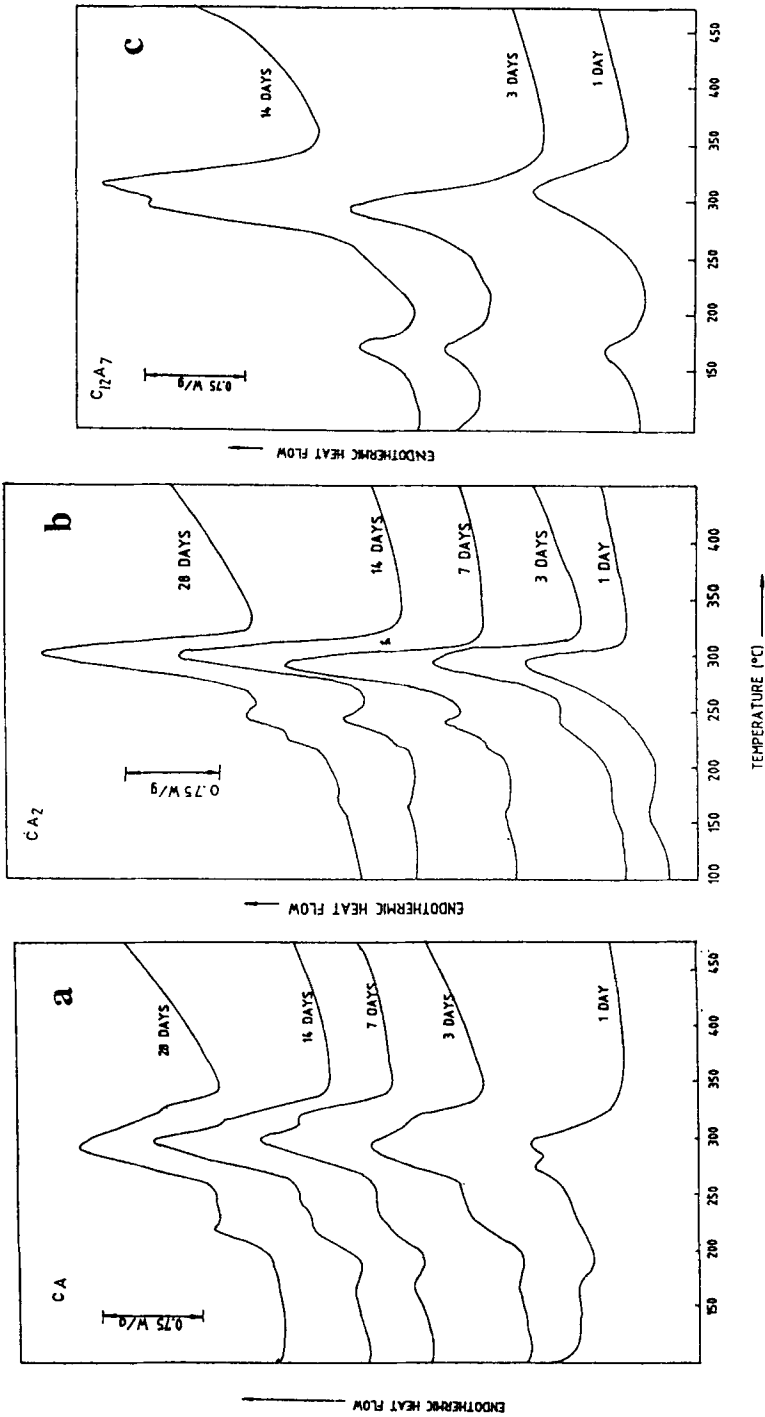 c
C12A7
0.75 W/g
14 DAYS
3 DAYS
1 DAY
ENDOTHERMIC HEAT FLOW
150
200
250
300
350
400
450
b
CA2
0.75 W/g
28 DAYS
14 DAYS
7 DAYS
3 DAYS
1 DAY
ENDOTHERMIC HEAT FLOW
100
150
200
250
300
350
400
TEMPERATURE (°C)
a
CA
0.75 W/g
28 DAYS
14 DAYS
7 DAYS
3 DAYS
1 DAY
ENDOTHERMIC HEAT FLOW
150
200
250
300
350
400
450